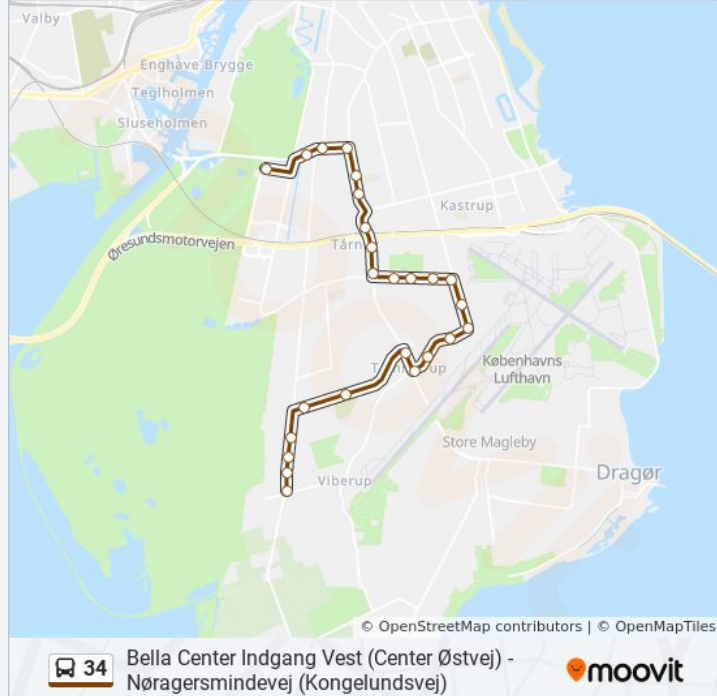 Valby
Enghave Brygge
Teglholmen
Sluseholmen
Kastrup
Øresundsmotorvejen
Tårn
Københavns
Lufthavn
Store Magleby
Dragør
Viberup
© OpenStreetMap contributors | © OpenMapTiles
34
Bella Center Indgang Vest (Center Østvej) -
Nøragersmindevej (Kongelundsvej)
moovit